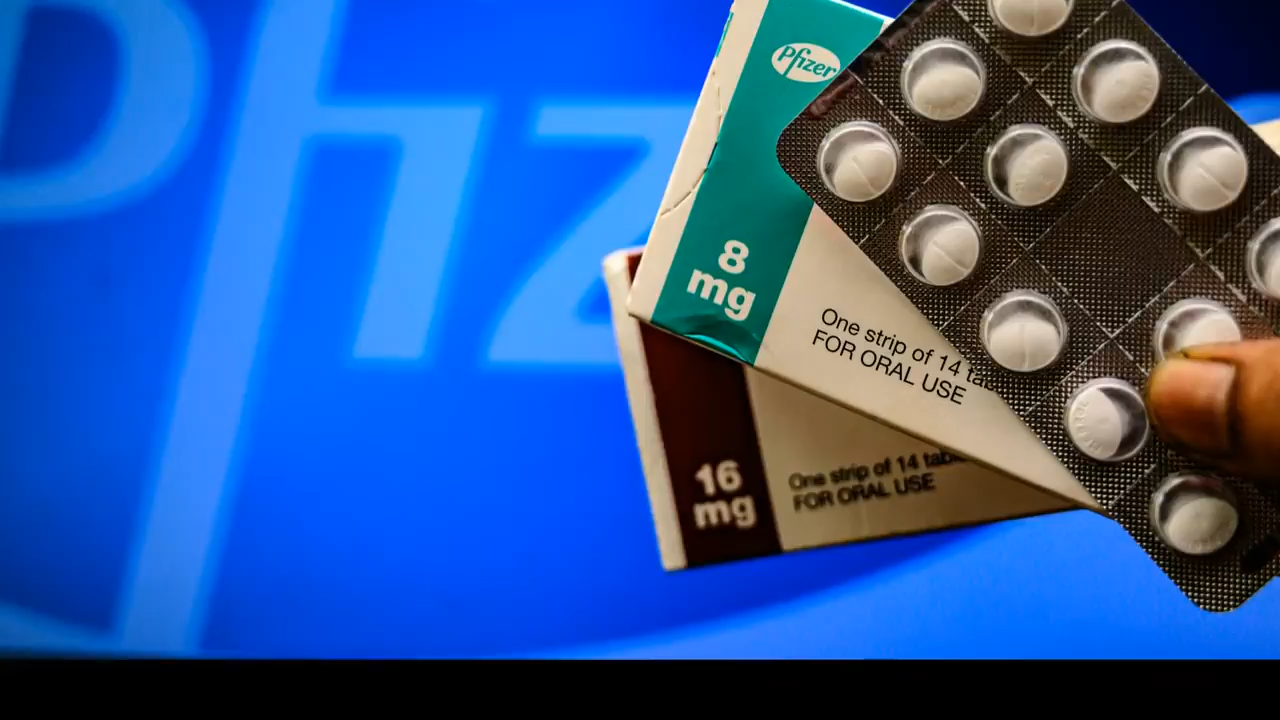 Pfiz
Pfizer
8
mg
One strip of 14
FOR ORAL USE
16
mg
One strip of 14
FOR ORAL USE